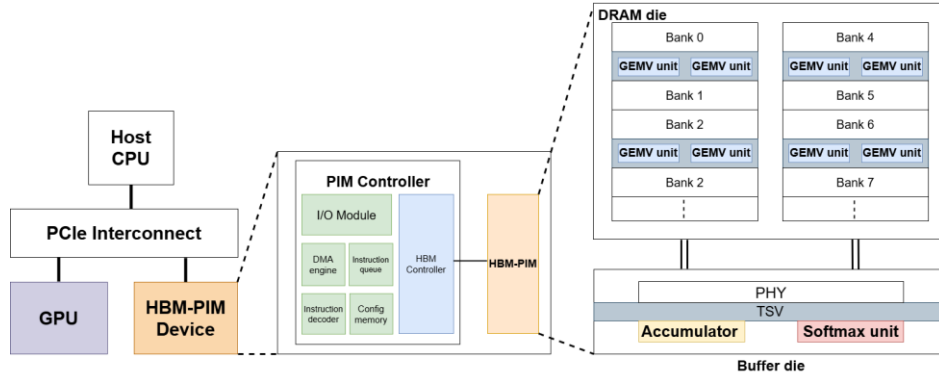 Host
CPU
PCIe Interconnect
GPU
HBM-PIM
Device
PIM Controller
I/O Module
DMA
engine
Instruction
queue
Instruction
decoder
Config
memory
HBM
Controller
HBM-PIM
DRAM die
Bank 0
GEMV unit GEMV unit
Bank 1
Bank 2
GEMV unit GEMV unit
Bank 2
Bank 4
GEMV unit GEMV unit
Bank 5
Bank 6
GEMV unit GEMV unit
Bank 7
PHY
TSV
Accumulator
Softmax unit
Buffer die